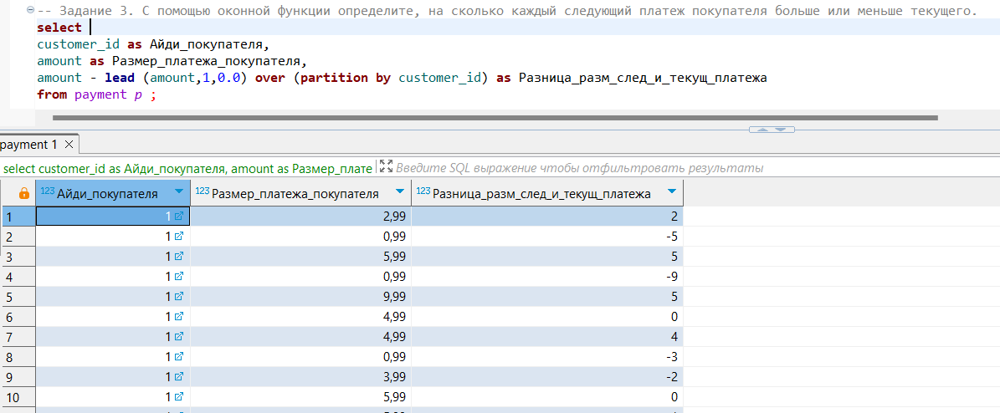 -- Задание 3. С помощью оконной функции определите, на сколько каждый следующий платеж покупателя больше или меньше текущего.
select
customer_id as Айди_покупателя,
amount as Размер_платежа_покупателя,
amount - lead (amount,1,0.0) over (partition by customer_id) as Разница_разм_след_и_текущ_платежа
from payment p ;
payment 1
select customer_id as Айди_покупателя, amount as Размер_плате Введите SQL выражение чтобы отфильтровать результаты
123 Айди_покупателя 123 Размер_платежа_покупателя 123 Разница_разм_след_и_текущ_платежа
1 1 2,99 2
2 1 0,99 -5
3 1 5,99 5
4 1 0,99 -9
5 1 9,99 5
6 1 4,99 0
7 1 4,99 4
8 1 0,99 -3
9 1 3,99 -2
10 1 5,99 0